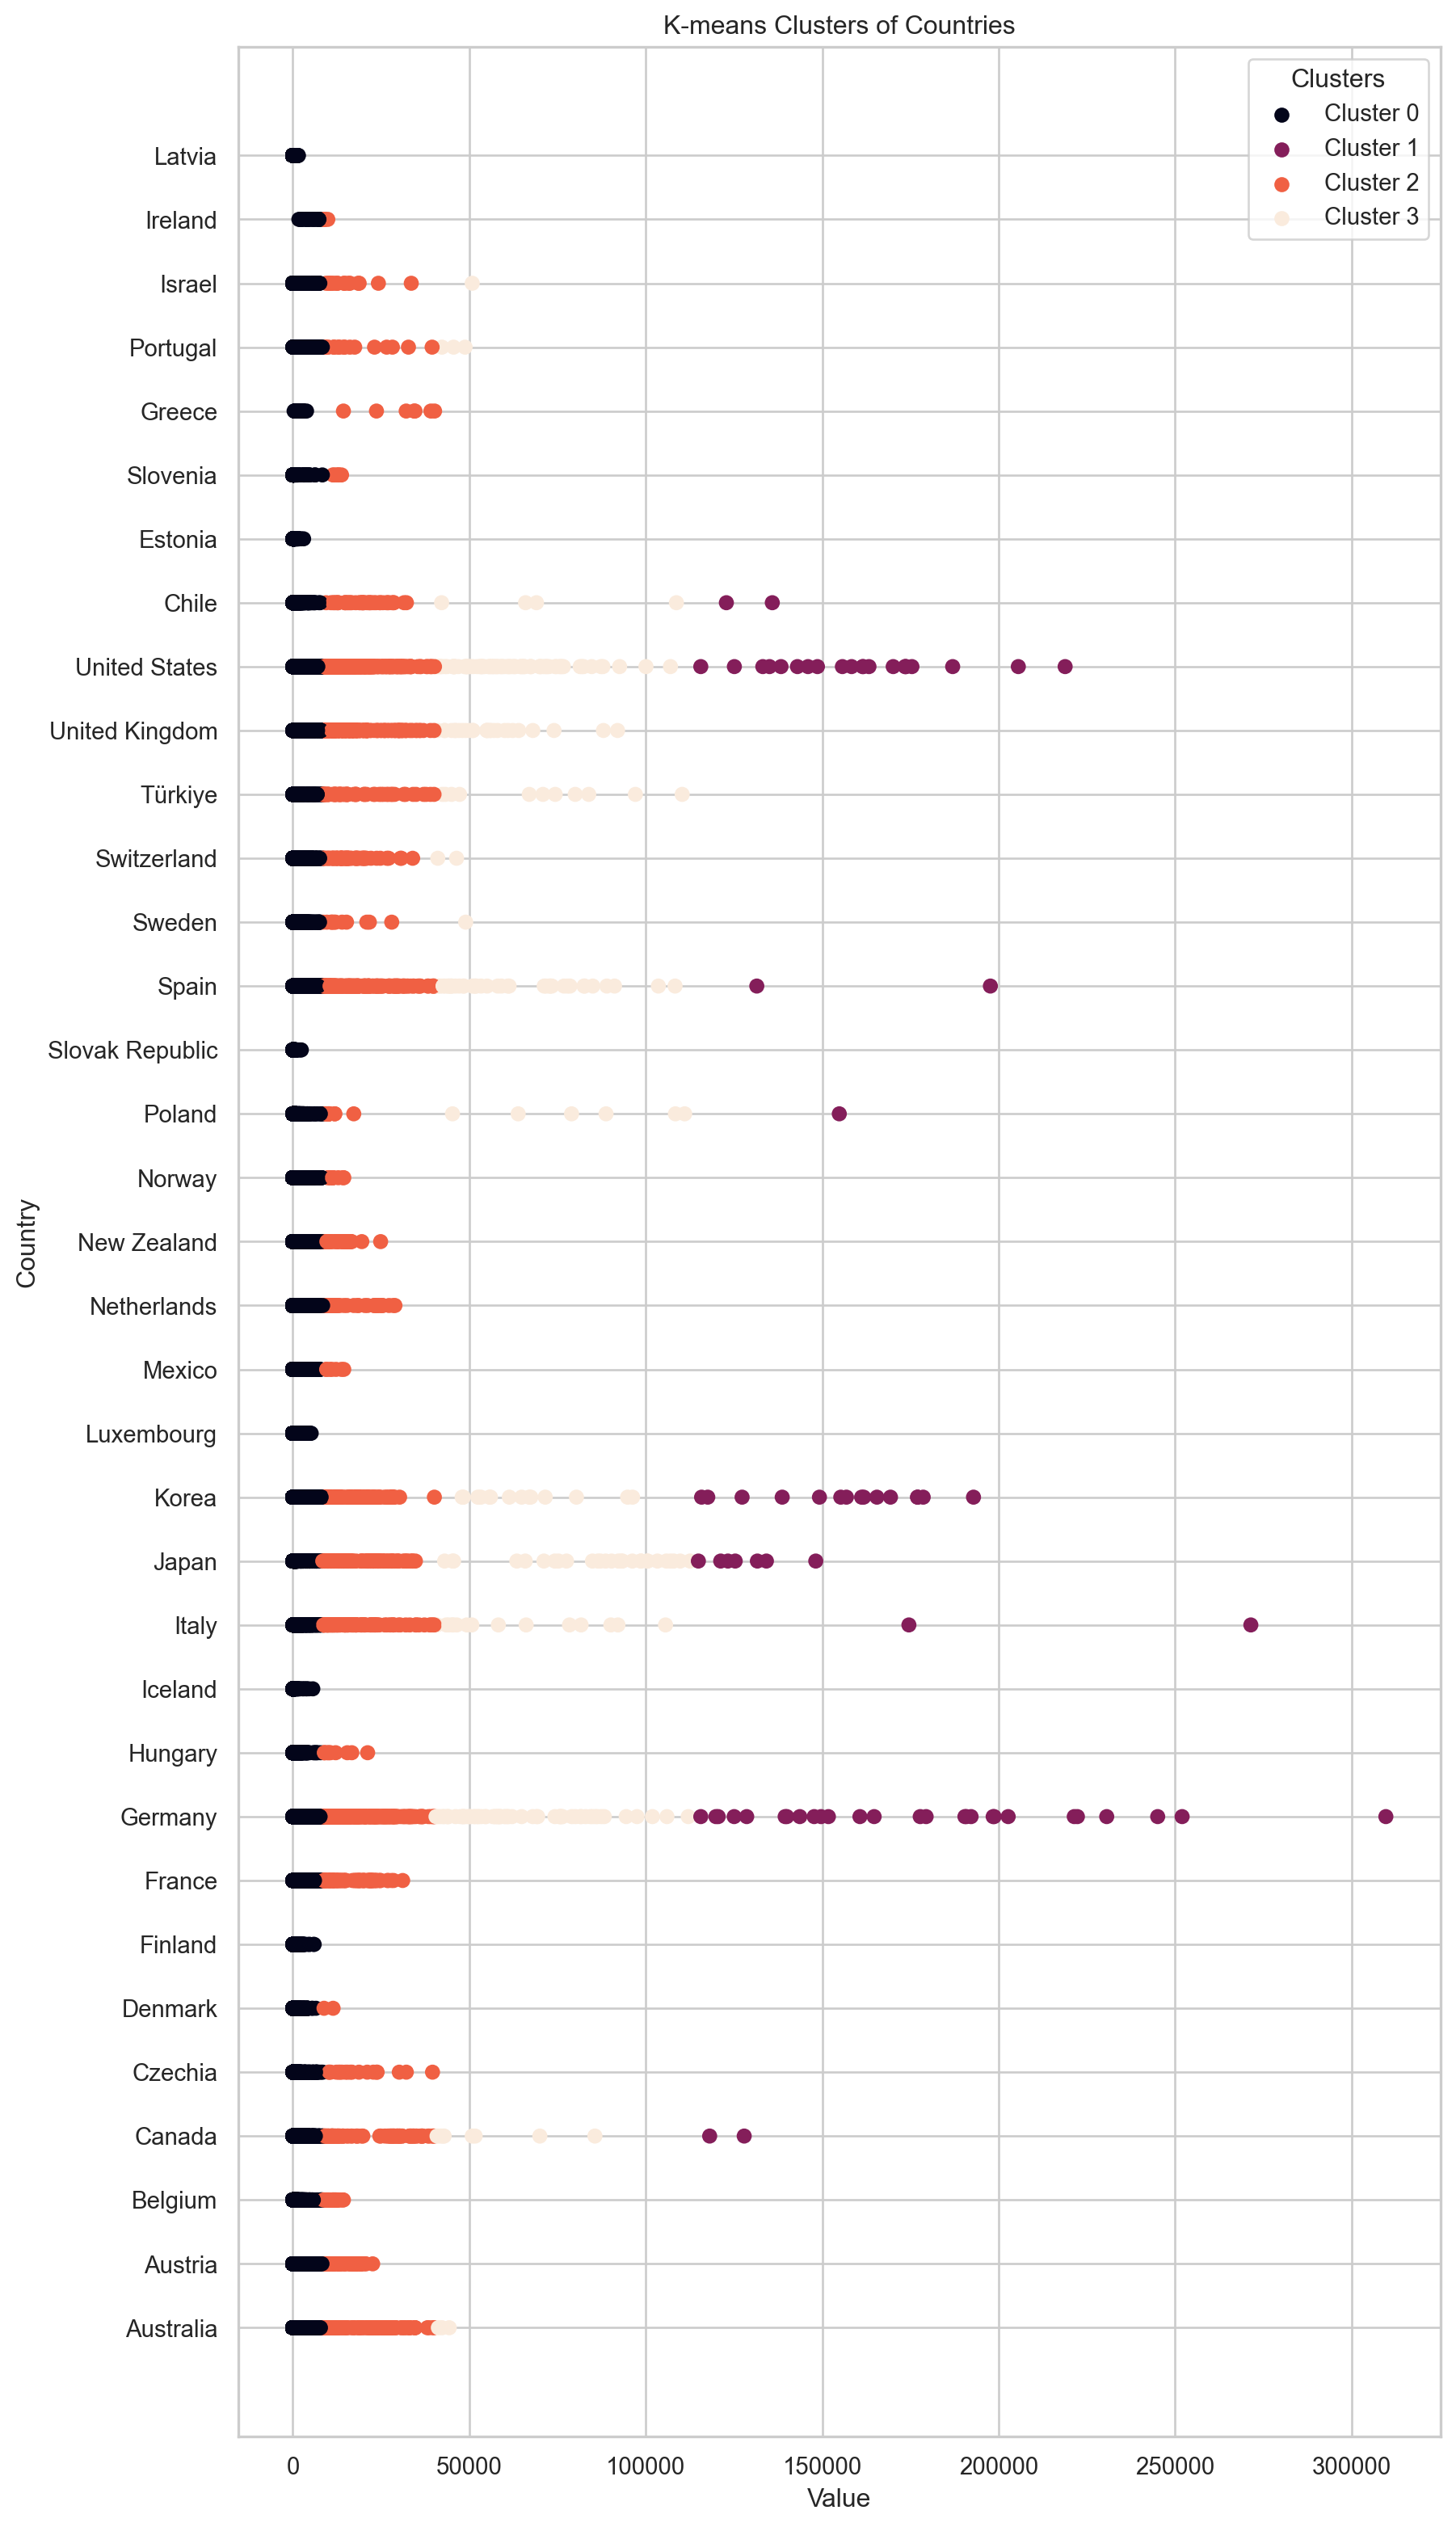 K-means Clusters of Countries
Clusters
Cluster 0
Cluster 1
Cluster 2
Cluster 3
Latvia
Ireland
Israel
Portugal
Greece
Slovenia
Estonia
Chile
United States
United Kingdom
Türkiye
Switzerland
Sweden
Spain
Slovak Republic
Poland
Norway
New Zealand
Netherlands
Mexico
Luxembourg
Korea
Japan
Italy
Iceland
Hungary
Germany
France
Finland
Denmark
Czechia
Canada
Belgium
Austria
Australia
Country
0 50000 100000 150000 200000 250000 300000
Value